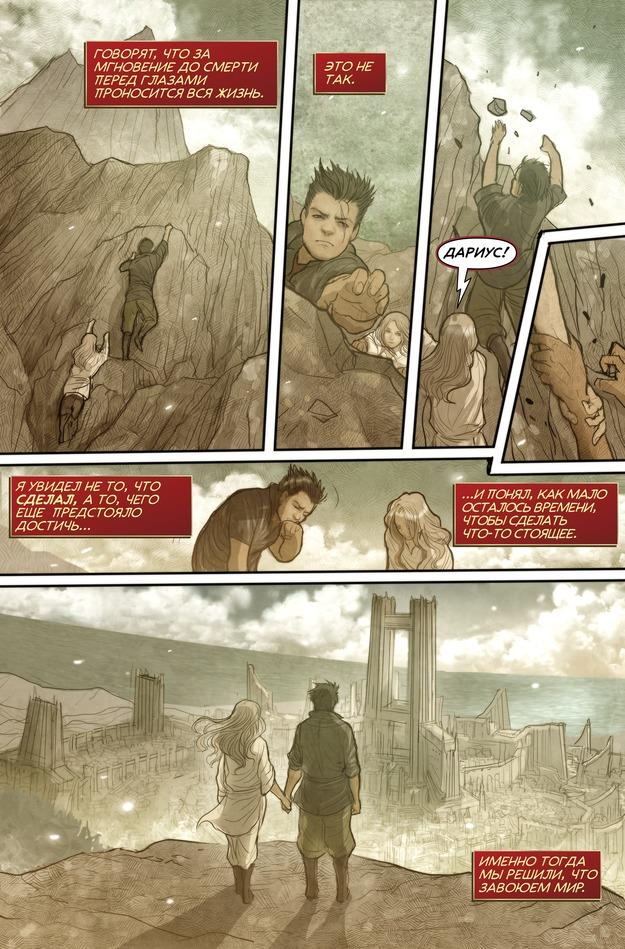 ГОВОРЯТ, ЧТО ЗА
МГНОВЕНИЕ ДО СМЕРТИ
ПЕРЕД ГЛАЗАМИ
ПРОНОСИТСЯ ВСЯ ЖИЗНЬ.
ЭТО НЕ
ТАК.
ДАРИУС!
Я УВИДЕЛ НЕ ТО, ЧТО
СДЕЛАЛ, А ТО, ЧЕГО
ЕЩЕ ПРЕДСТОЯЛО
ДОСТИЧЬ...
...И ПОНЯЛ, КАК МАЛО
ОСТАЛОСЬ ВРЕМЕНИ,
ЧТОБЫ СДЕЛАТЬ
ЧТО-ТО СТОЯЩЕЕ.
ИМЕННО ТОГДА
МЫ РЕШИЛИ, ЧТО
ЗАВОЮЕМ МИР.